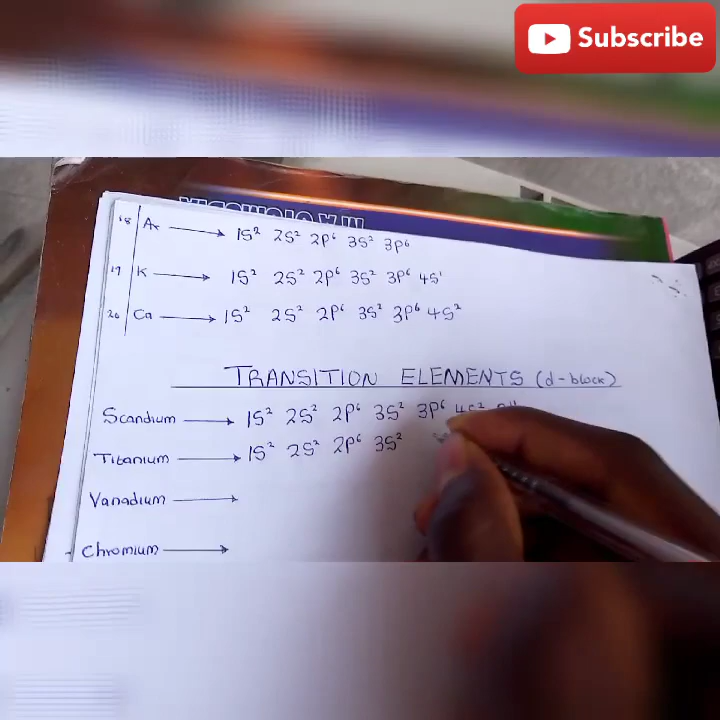 Subscribe
18 Ar → 1S² 2S² 2P⁶ 3S² 3P⁶
19 K → 1S² 2S² 2P⁶ 3S² 3P⁶ 4S¹
20 Ca → 1S² 2S² 2P⁶ 3S² 3P⁶ 4S²
TRANSITION ELEMENTS (d-block)
Scandium → 1S² 2S² 2P⁶ 3S² 3P⁶ 4S²
Titanium → 1S² 2S² 2P⁶ 3S²
Vanadium →
Chromium →